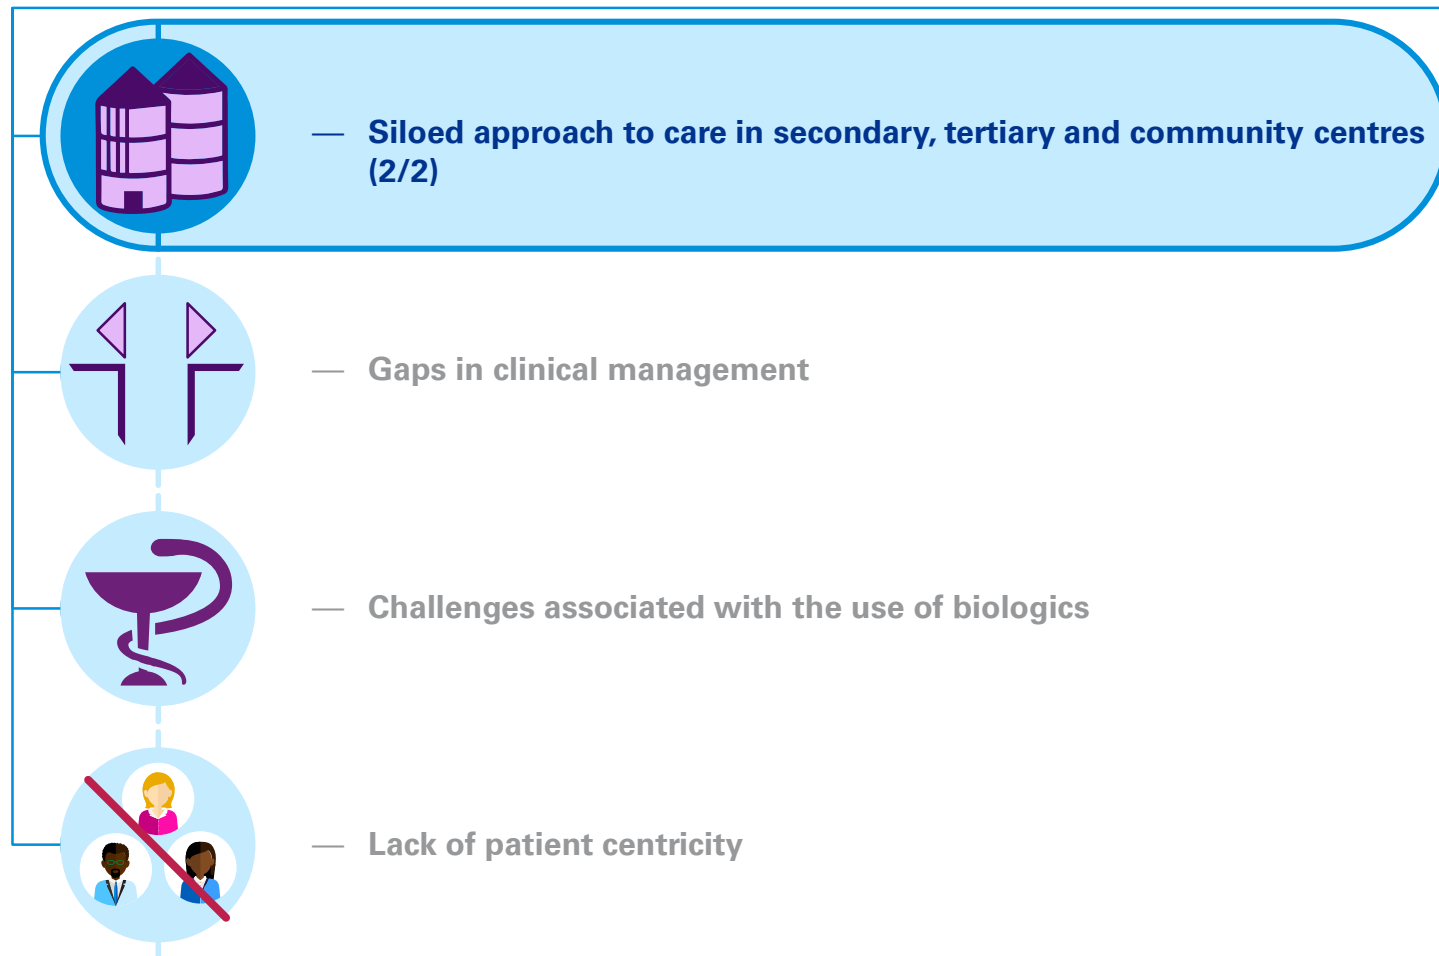 — Siloed approach to care in secondary, tertiary and community centres
(2/2)
— Gaps in clinical management
— Challenges associated with the use of biologics
— Lack of patient centricity